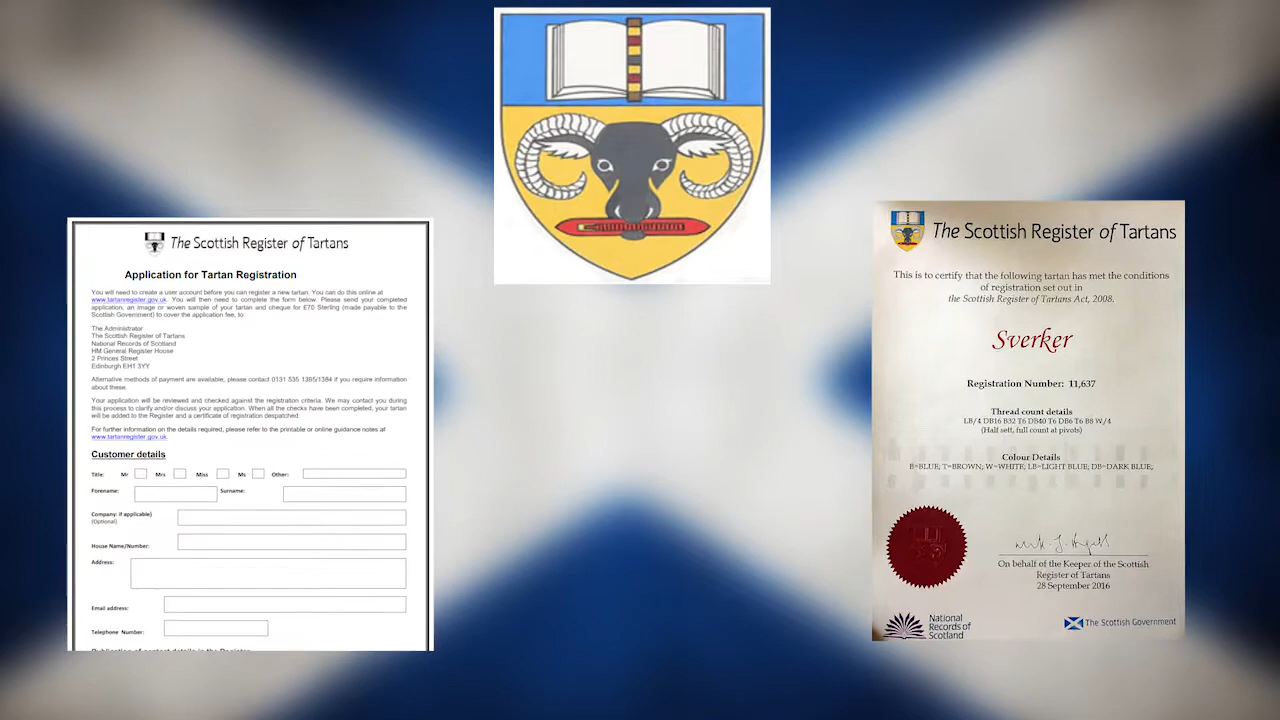 The Scottish Register of Tartans
Application for Tartan Registration
You will need to create a user account before you can register a new tartan. You can do this online at
www.tartanregister.gov.uk. You will then need to complete the form below. Please send your completed
application, an image or woven sample of your tartan and cheque for £70 Sterling (made payable to the
Scottish Government) to cover the application fee, to:
The Administrator
The Scottish Register of Tartans
National Records of Scotland
HM General Register House
2 Princes Street
Edinburgh EH1 3YY
Alternative methods of payment are available, please contact 0131 535 1395/1384 if you require information
about these.
Your application will be reviewed and checked against the registration criteria. We may contact you during
this process to clarify and/or discuss your application. When all the checks have been completed, your tartan
will be added to the Register and a certificate of registration despatched.
For further information on the details required, please refer to the printable or online guidance notes at
www.tartanregister.gov.uk.
Customer details
Title: Mr Mrs Miss Ms Other:
Forename: Surname:
Company: if applicable)
(Optional)
House Name/Number:
Address:
Email address:
Telephone Number:
Publication of contact details in the Register
The Scottish Register of Tartans
This is to certify that the following tartan has met the conditions
of registration set out in
the Scottish Register of Tartans Act, 2008.
Sverker
Registration Number: 11,637
Thread count details
LB/4 DB16 B32 T6 DB40 T6 DB6 T6 B8 W/4
(Half sett, full count at pivots)
Colour Details
B=BLUE; T=BROWN; W=WHITE; LB=LIGHT BLUE; DB=DARK BLUE;
On behalf of the Keeper of the Scottish
Register of Tartans
28 September 2016
National
Records of
Scotland
The Scottish Government